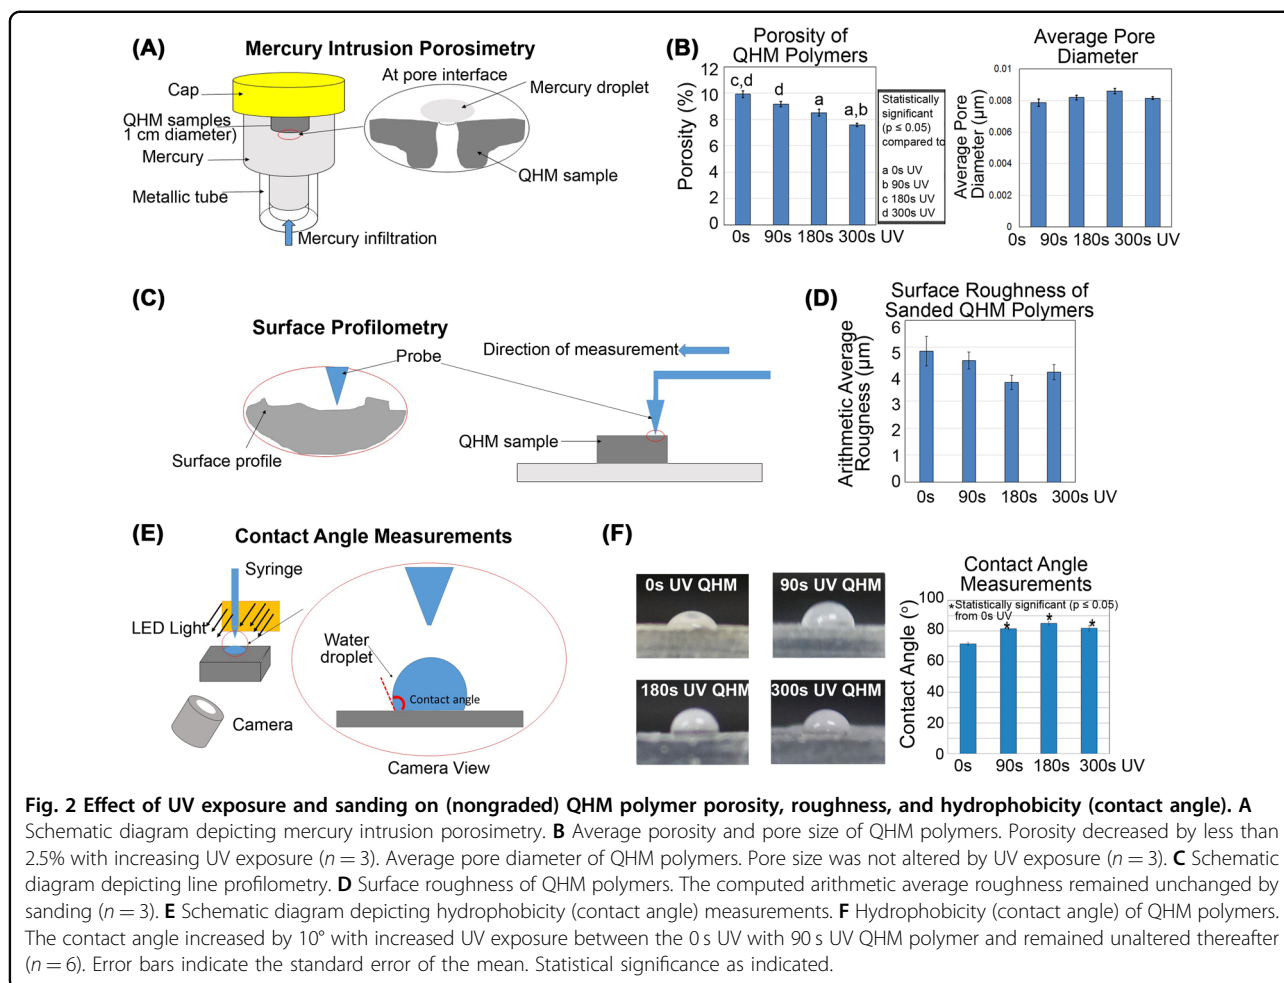 (A)
Mercury Intrusion Porosimetry
At pore interface
Mercury droplet
Cap
QHM samples
1 cm diameter)
Mercury
QHM sample
Metallic tube
Mercury infiltration
(B)
Porosity of
QHM Polymers
Porosity (%)
12
10
8
6
4
2
0
c,d
d
a
a,b
0s 90s 180s 300s UV
Statistically
significant
(p ≤ 0.05)
compared to
a 0s UV
b 90s UV
c 180s UV
d 300s UV
Average Pore
Diameter
Average Pore
Diameter (µm)
0.01
0.008
0.006
0.004
0.002
0
0s 90s 180s 300s UV
(C)
Surface Profilometry
Probe
Direction of measurement
QHM sample
Surface profile
(D)
Surface Roughness of
Sanded QHM Polymers
Arithmetic Average
Rougness (µm)
6
5
4
3
2
1
0
0s 90s 180s 300s UV
(E)
Contact Angle Measurements
Syringe
LED Light
Water
droplet
Contact angle
Camera
Camera View
(F)
0s UV QHM
90s UV QHM
180s UV QHM
300s UV QHM
Contact Angle
Measurements
Contact Angle (°)
100
80
60
40
20
0
*Statistically significant (p ≤ 0.05)
from 0s UV
* * *
0s 90s 180s 300s UV
Fig. 2 Effect of UV exposure and sanding on (nongraded) QHM polymer porosity, roughness, and hydrophobicity (contact angle). A
Schematic diagram depicting mercury intrusion porosimetry. B Average porosity and pore size of QHM polymers. Porosity decreased by less than
2.5% with increasing UV exposure (n = 3). Average pore diameter of QHM polymers. Pore size was not altered by UV exposure (n = 3). C Schematic
diagram depicting line profilometry. D Surface roughness of QHM polymers. The computed arithmetic average roughness remained unchanged by
sanding (n = 3). E Schematic diagram depicting hydrophobicity (contact angle) measurements. F Hydrophobicity (contact angle) of QHM polymers.
The contact angle increased by 10° with increased UV exposure between the 0 s UV with 90 s UV QHM polymer and remained unaltered thereafter
(n = 6). Error bars indicate the standard error of the mean. Statistical significance as indicated.